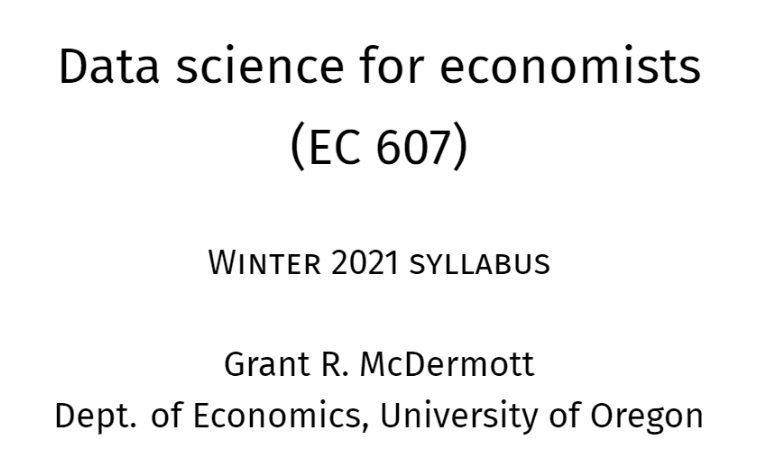 Data science for economists
(EC 607)
Winter 2021 syllabus
Grant R. McDermott
Dept. of Economics, University of Oregon